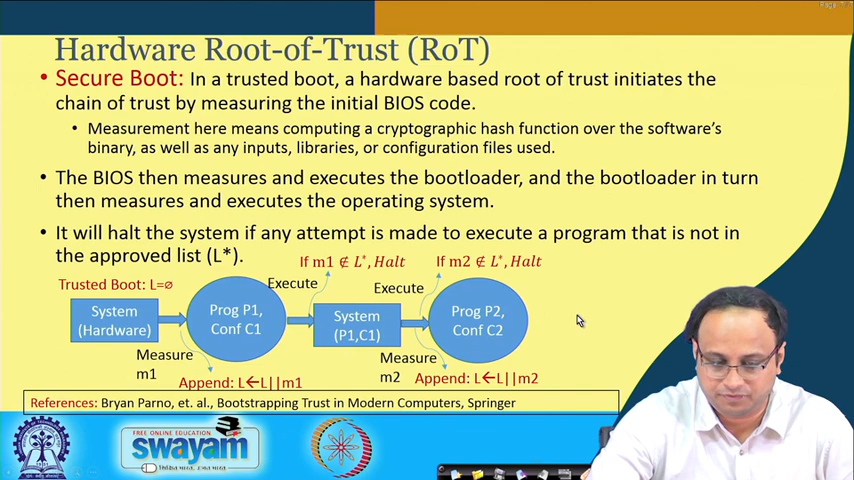 Hardware Root-of-Trust (RoT)
• Secure Boot: In a trusted boot, a hardware based root of trust initiates the
chain of trust by measuring the initial BIOS code.
• Measurement here means computing a cryptographic hash function over the software's
binary, as well as any inputs, libraries, or configuration files used.
• The BIOS then measures and executes the bootloader, and the bootloader in turn
then measures and executes the operating system.
• It will halt the system if any attempt is made to execute a program that is not in
the approved list (L*).
If m1 ∉ L*, Halt
If m2 ∉ L*, Halt
Trusted Boot: L=∅
Execute
Execute
System
(Hardware)
Prog P1,
Conf C1
System
(P1,C1)
Prog P2,
Conf C2
Measure
m1
Append: L←L||m1
Measure
m2
Append: L←L||m2
References: Bryan Parno, et. al., Bootstrapping Trust in Modern Computers, Springer
FREE ONLINE EDUCATION
swayam